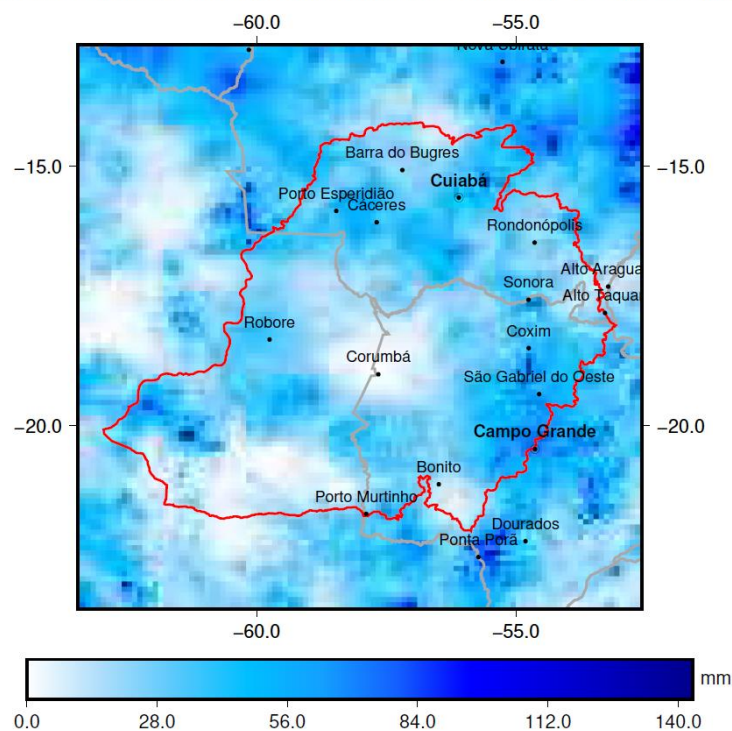 −60.0 −55.0
Nova Ubiratã
−15.0 −15.0
Barra do Bugres
Cuiabá
Porto Esperidião
Cáceres
Rondonópolis
Alto Aragua
Sonora
Alto Taquar
Robore
Coxim
Corumbá
São Gabriel do Oeste
−20.0 −20.0
Campo Grande
Bonito
Porto Murtinho
Dourados
Ponta Porã
−60.0 −55.0
mm
0.0 28.0 56.0 84.0 112.0 140.0